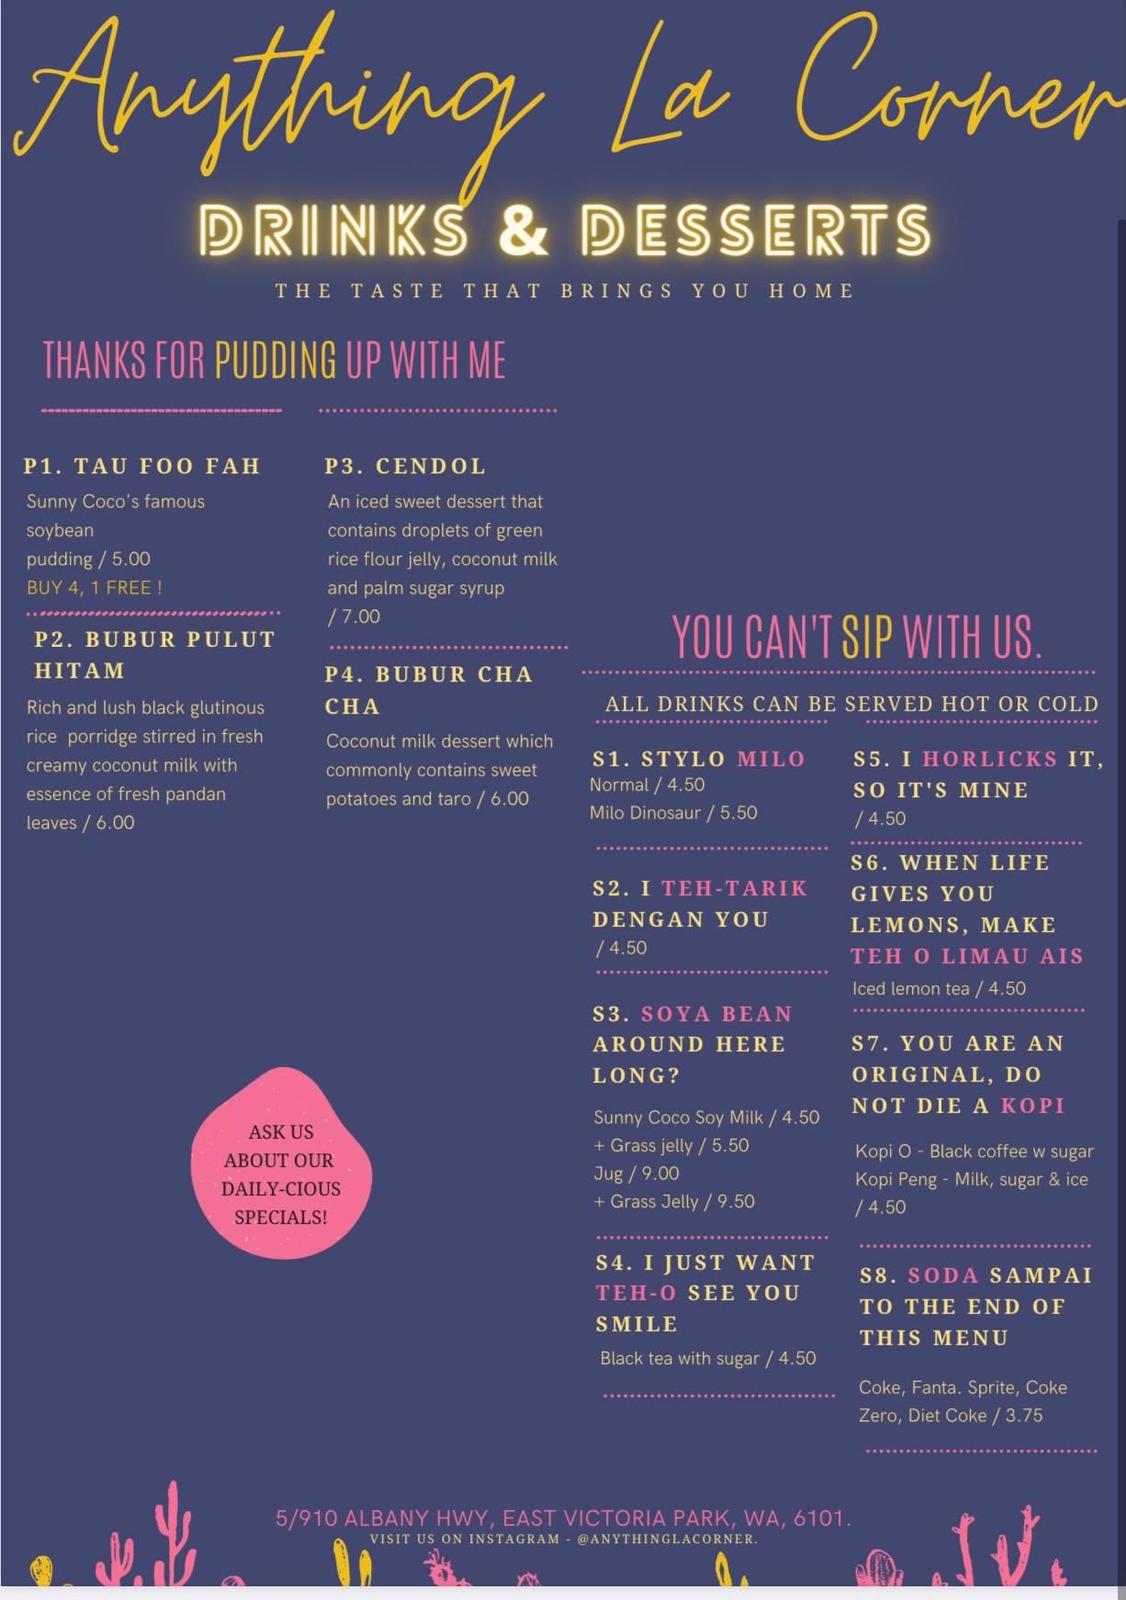 Anything La Corner
DRINKS & DESSERTS
THE TASTE THAT BRINGS YOU HOME
THANKS FOR PUDDING UP WITH ME
P1. TAU FOO FAH
Sunny Coco's famous
soybean
pudding / 5.00
BUY 4, 1 FREE !
P2. BUBUR PULUT
HITAM
Rich and lush black glutinous
rice porridge stirred in fresh
creamy coconut milk with
essence of fresh pandan
leaves / 6.00
P3. CENDOL
An iced sweet dessert that
contains droplets of green
rice flour jelly, coconut milk
and palm sugar syrup
/ 7.00
P4. BUBUR CHA
CHA
Coconut milk dessert which
commonly contains sweet
potatoes and taro / 6.00
ASK US
ABOUT OUR
DAILY-CIOUS
SPECIALS!
YOU CAN'T SIP WITH US.
ALL DRINKS CAN BE SERVED HOT OR COLD
S1. STYLO MILO
Normal / 4.50
Milo Dinosaur / 5.50
S2. I TEH-TARIK
DENGAN YOU
/ 4.50
S3. SOYA BEAN
AROUND HERE
LONG?
Sunny Coco Soy Milk / 4.50
+ Grass jelly / 5.50
Jug / 9.00
+ Grass Jelly / 9.50
S4. I JUST WANT
TEH-O SEE YOU
SMILE
Black tea with sugar / 4.50
S5. I HORLICKS IT,
SO IT'S MINE
/ 4.50
S6. WHEN LIFE
GIVES YOU
LEMONS, MAKE
TEH O LIMAU AIS
Iced lemon tea / 4.50
S7. YOU ARE AN
ORIGINAL, DO
NOT DIE A KOPI
Kopi O - Black coffee w sugar
Kopi Peng - Milk, sugar & ice
/ 4.50
S8. SODA SAMPAI
TO THE END OF
THIS MENU
Coke, Fanta. Sprite, Coke
Zero, Diet Coke / 3.75
5/910 ALBANY HWY, EAST VICTORIA PARK, WA, 6101.
VISIT US ON INSTAGRAM - @ANYTHINGLACORNER.